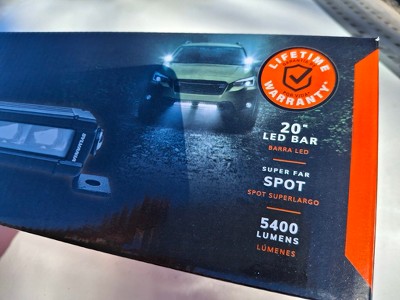 LIFETIME
WARRANTY*
20"
LED BAR
BARRA LED
SUPER FAR
SPOT
SPOT SUPERLARGO
5400
LUMENS
LÚMENES